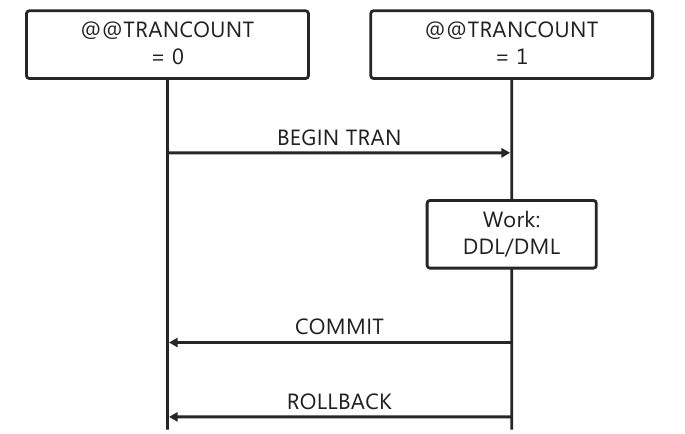 @@TRANCOUNT
= 0
@@TRANCOUNT
= 1
BEGIN TRAN
Work:
DDL/DML
COMMIT
ROLLBACK